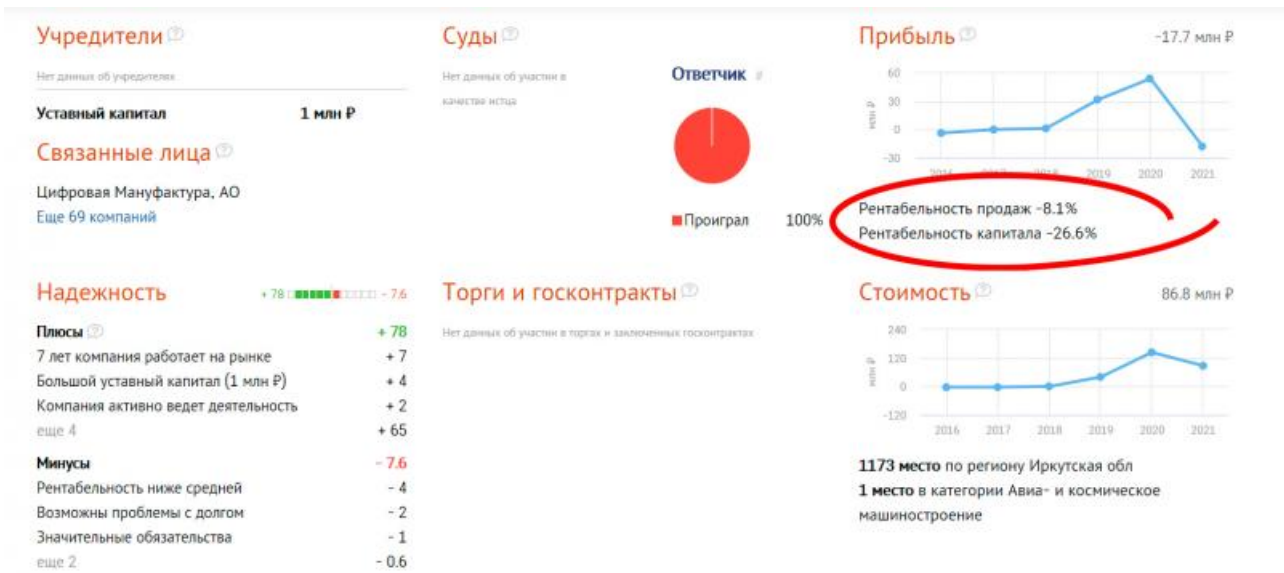 Учредители
Нет данных об учредителях
Уставный капитал 1 млн ₽
Связанные лица
Цифровая Мануфактура, АО
Еще 69 компаний
Суды
Нет данных об участии в
качестве истца
Ответчик
Проиграл 100%
Прибыль -17.7 млн ₽
млн ₽
60
30
0
-30
2016 2017 2018 2019 2020 2021
Рентабельность продаж -8.1%
Рентабельность капитала -26.6%
Надежность + 78 - 7.6
Плюсы + 78
7 лет компания работает на рынке + 7
Большой уставный капитал (1 млн ₽) + 4
Компания активно ведет деятельность + 2
еще 4 + 65
Минусы - 7.6
Рентабельность ниже средней - 4
Возможны проблемы с долгом - 2
Значительные обязательства - 1
еще 2 - 0.6
Торги и госконтракты
Нет данных об участии в торгах и заключенных госконтрактах
Стоимость 86.8 млн ₽
млн ₽
240
120
0
-120
2016 2017 2018 2019 2020 2021
1173 место по региону Иркутская обл
1 место в категории Авиа- и космическое
машиностроение